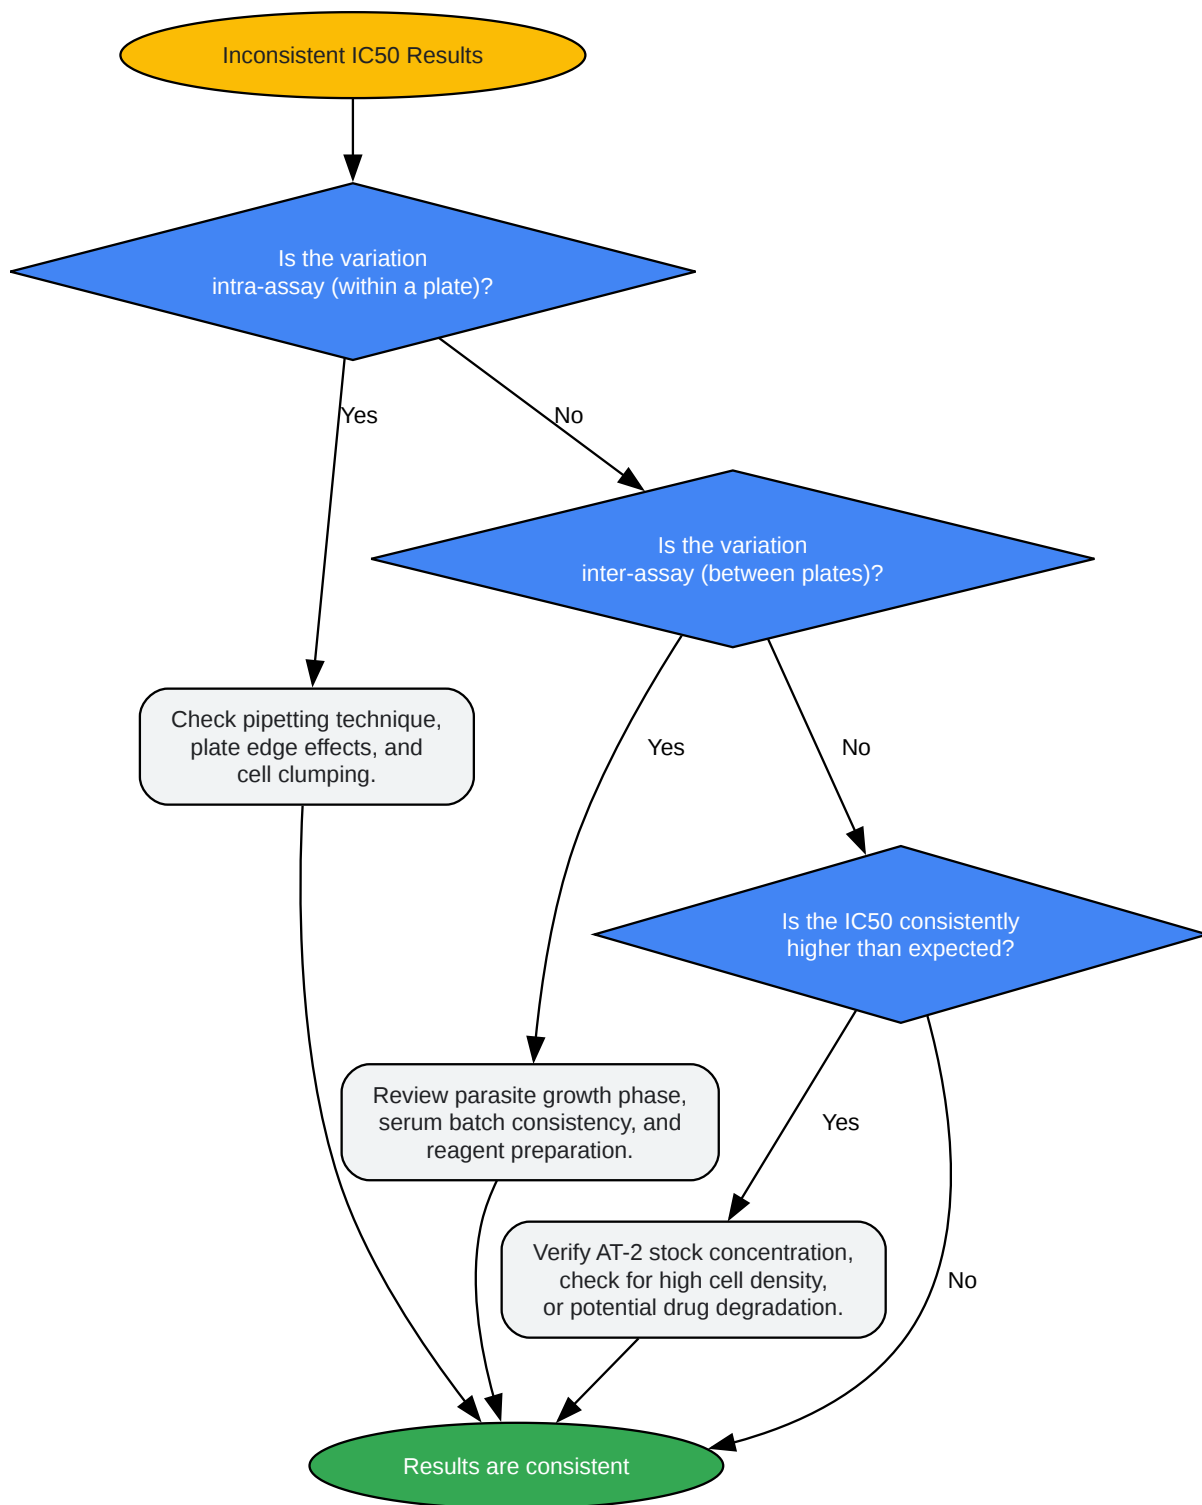 Inconsistent IC50 Results
Is the variation
intra-assay (within a plate)?
Yes
No
Is the variation
inter-assay (between plates)?
Check pipetting technique,
plate edge effects, and
cell clumping.
Yes
No
Is the IC50 consistently
higher than expected?
Review parasite growth phase,
serum batch consistency, and
reagent preparation.
Yes
Verify AT-2 stock concentration,
check for high cell density,
or potential drug degradation.
No
Results are consistent